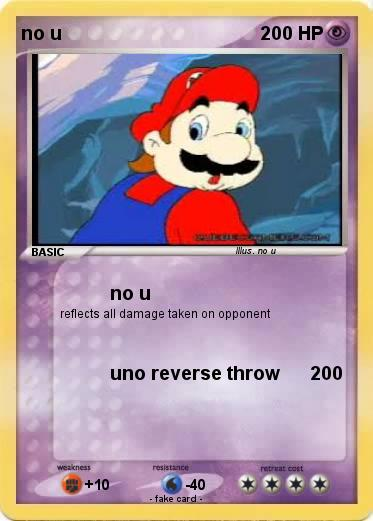 no u 200 HP
BASIC Illus. no u
no u
reflects all damage taken on opponent
uno reverse throw 200
weakness resistance retreat cost
+10 -40
- fake card -